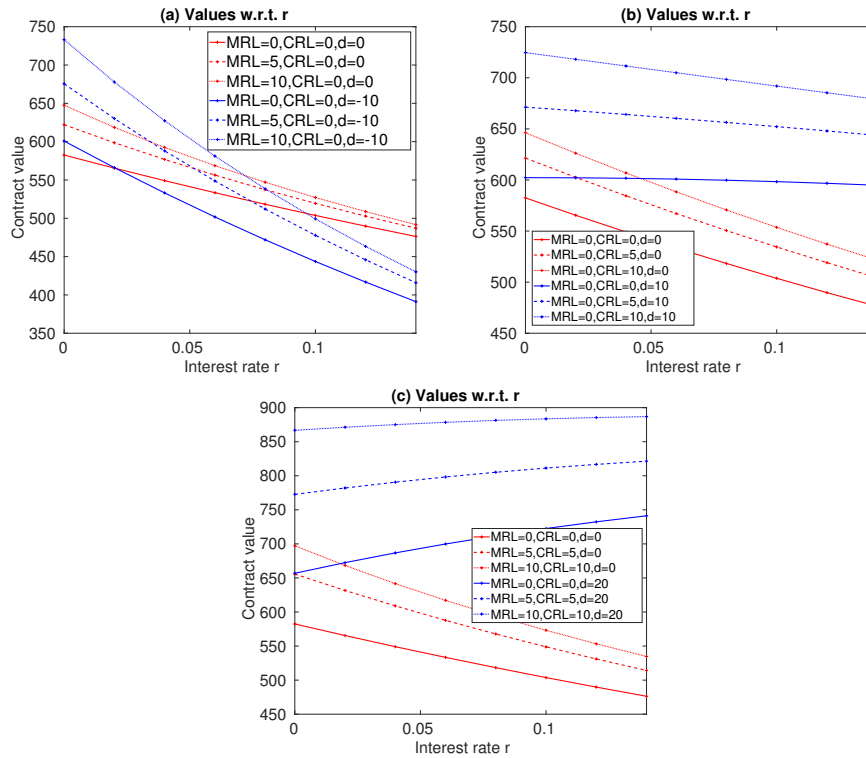 (a) Values w.r.t. r
750
700
650
600
550
500
450
400
350
0
0.05
0.1
Contract value
Interest rate r
MRL=0,CRL=0,d=0
MRL=5,CRL=0,d=0
MRL=10,CRL=0,d=0
MRL=0,CRL=0,d=-10
MRL=5,CRL=0,d=-10
MRL=10,CRL=0,d=-10
(b) Values w.r.t. r
750
700
650
600
550
500
450
0
0.05
0.1
Contract value
Interest rate r
MRL=0,CRL=0,d=0
MRL=0,CRL=5,d=0
MRL=0,CRL=10,d=0
MRL=0,CRL=0,d=10
MRL=0,CRL=5,d=10
MRL=0,CRL=10,d=10
(c) Values w.r.t. r
900
850
800
750
700
650
600
550
500
450
0
0.05
0.1
Contract value
Interest rate r
MRL=0,CRL=0,d=0
MRL=5,CRL=5,d=0
MRL=10,CRL=10,d=0
MRL=0,CRL=0,d=20
MRL=5,CRL=5,d=20
MRL=10,CRL=10,d=20